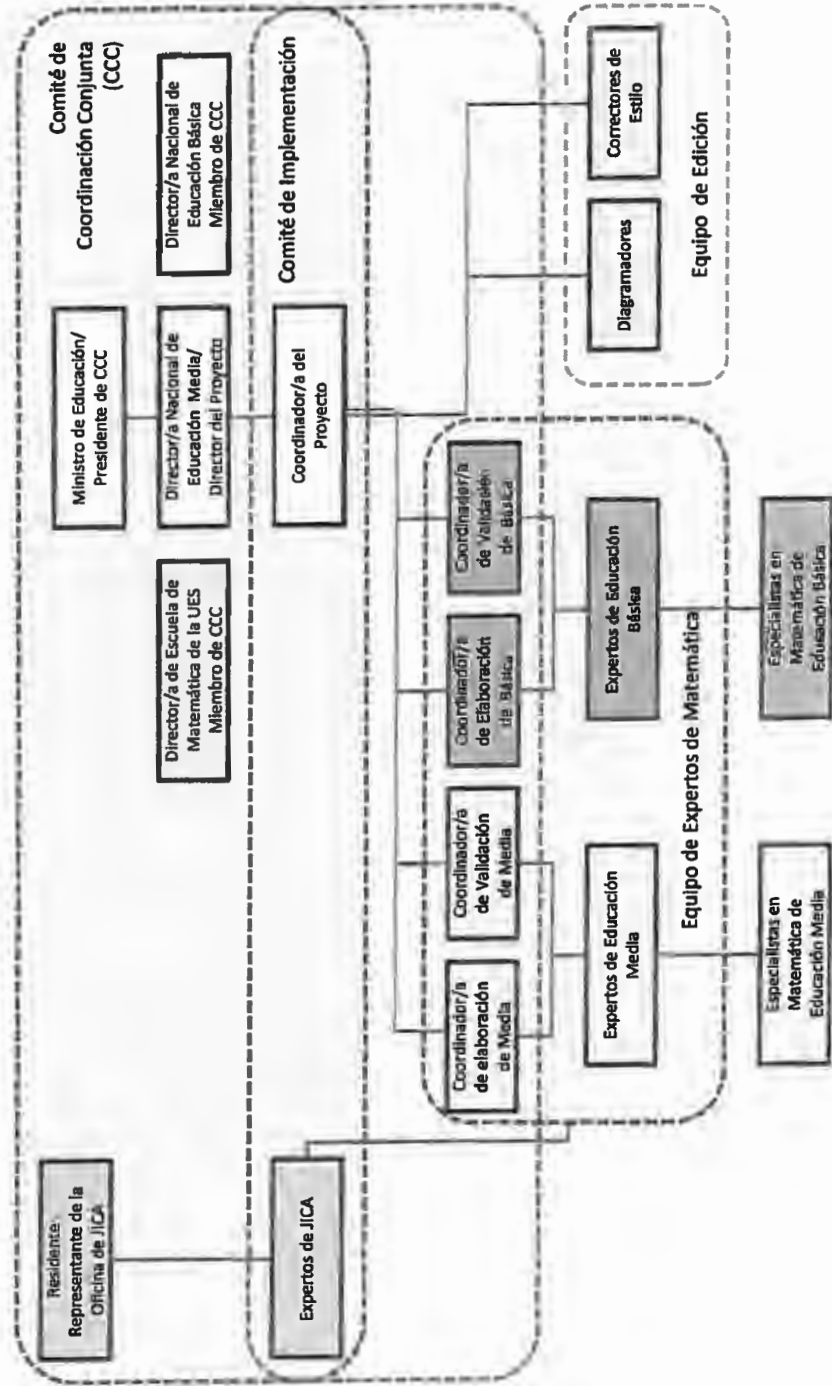 Comité de
Coordinación Conjunta
(CCC)
Ministro de Educación/
Presidente de CCC
Residente
Representante de la
Oficina de JICA
Director/a de Escuela de
Matemática de la UES
Miembro de CCC
Director/a Nacional de
Educación Media/
Director del Proyecto
Director/a Nacional de
Educación Básica
Miembro de CCC
Comité de Implementación
Expertos de JICA
Coordinador/a del
Proyecto
Coordinador/a
de elaboración
de Media
Coordinador/a
de Validación
de Media
Coordinador/a
de Elaboración
de Básica
Coordinador/a
de Validación
de Básica
Diagramadores
Correctores de
Estilo
Expertos de Educación
Media
Expertos de Educación
Básica
Equipo de Edición
Equipo de Expertos de Matemática
Especialistas en
Matemática de
Educación Media
Especialistas en
Matemática de
Educación Básica